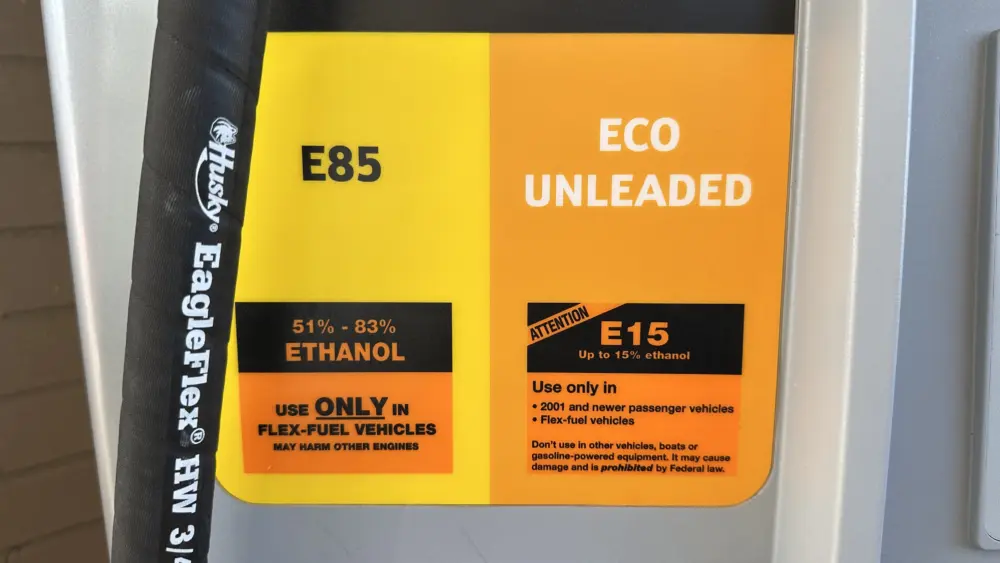 Husky® EagleFlex® HW 3/
E85
51% - 83%
ETHANOL
USE ONLY IN
FLEX-FUEL VEHICLES
MAY HARM OTHER ENGINES
ECO
UNLEADED
ATTENTION
E15
Up to 15% ethanol
Use only in
• 2001 and newer passenger vehicles
• Flex-fuel vehicles
Don't use in other vehicles, boats or
gasoline-powered equipment. It may cause
damage and is prohibited by Federal law.